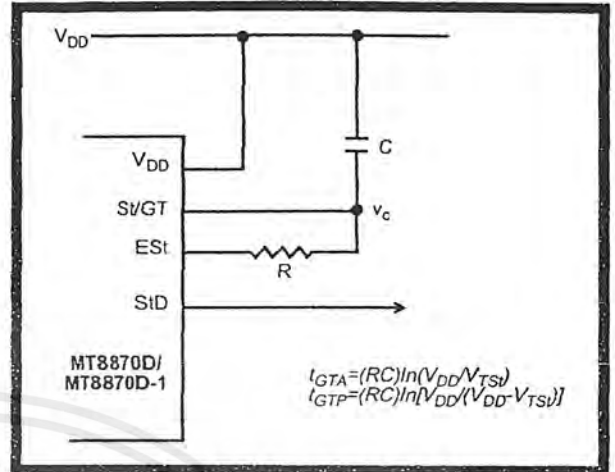 VDD
VDD
C
St/GT
vc
ESt
R
StD
MT8870D/
MT8870D-1
tGTA=(RC)ln(VDD/VTSt)
tGTP=(RC)ln[VDD/(VDD-VTSt)]